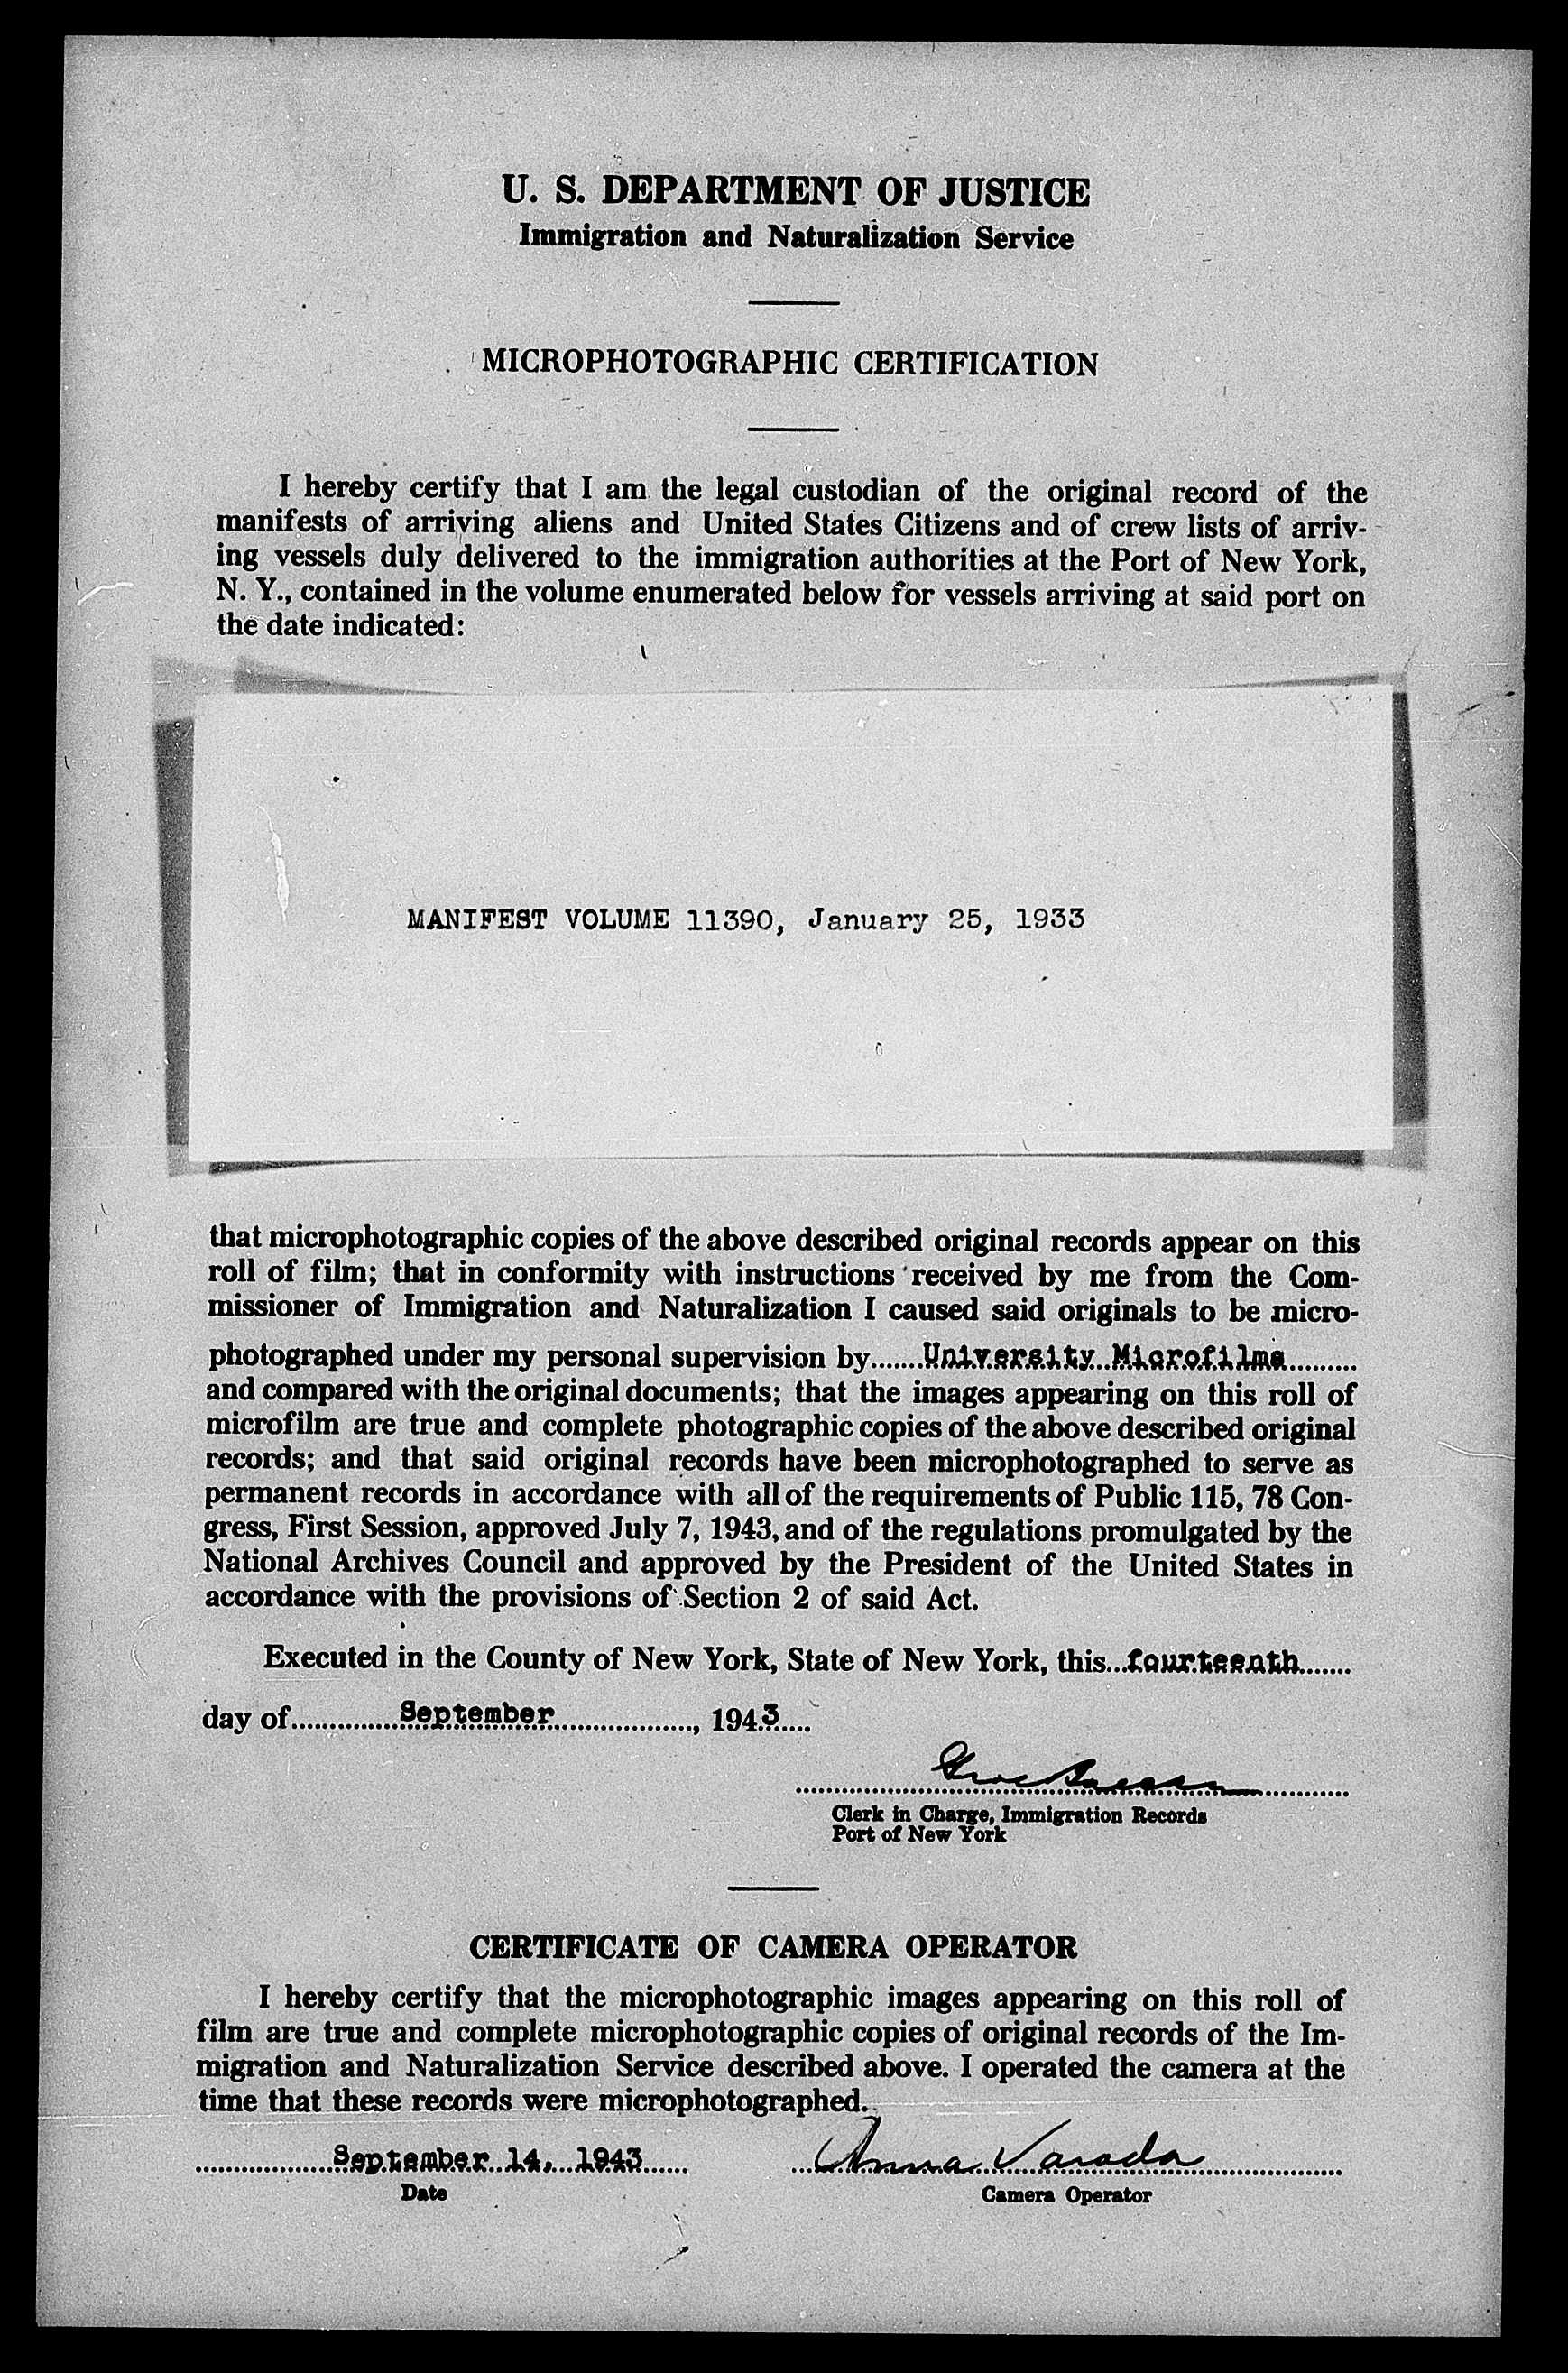 U. S. DEPARTMENT OF JUSTICE
Immigration and Naturalization Service
MICROPHOTOGRAPHIC CERTIFICATION
I hereby certify that I am the legal custodian of the original record of the
manifests of arriving aliens and United States Citizens and of crew lists of arriv-
ing vessels duly delivered to the immigration authorities at the Port of New York,
N. Y., contained in the volume enumerated below for vessels arriving at said port on
the date indicated:
MANIFEST VOLUME 11390, January 25, 1933
that microphotographic copies of the above described original records appear on this
roll of film; that in conformity with instructions received by me from the Com-
missioner of Immigration and Naturalization I caused said originals to be micro-
photographed under my personal supervision by.......University Microfilms..........
and compared with the original documents; that the images appearing on this roll of
microfilm are true and complete photographic copies of the above described original
records; and that said original records have been microphotographed to serve as
permanent records in accordance with all of the requirements of Public 115, 78 Con-
gress, First Session, approved July 7, 1943, and of the regulations promulgated by the
National Archives Council and approved by the President of the United States in
accordance with the provisions of Section 2 of said Act.
Executed in the County of New York, State of New York, this...fourteenth.......
day of..............September..................., 1943.....
Clerk in Charge, Immigration Records
Port of New York
CERTIFICATE OF CAMERA OPERATOR
I hereby certify that the microphotographic images appearing on this roll of
film are true and complete microphotographic copies of original records of the Im-
migration and Naturalization Service described above. I operated the camera at the
time that these records were microphotographed.
September 14, 1943 Anna Varada
Date Camera Operator